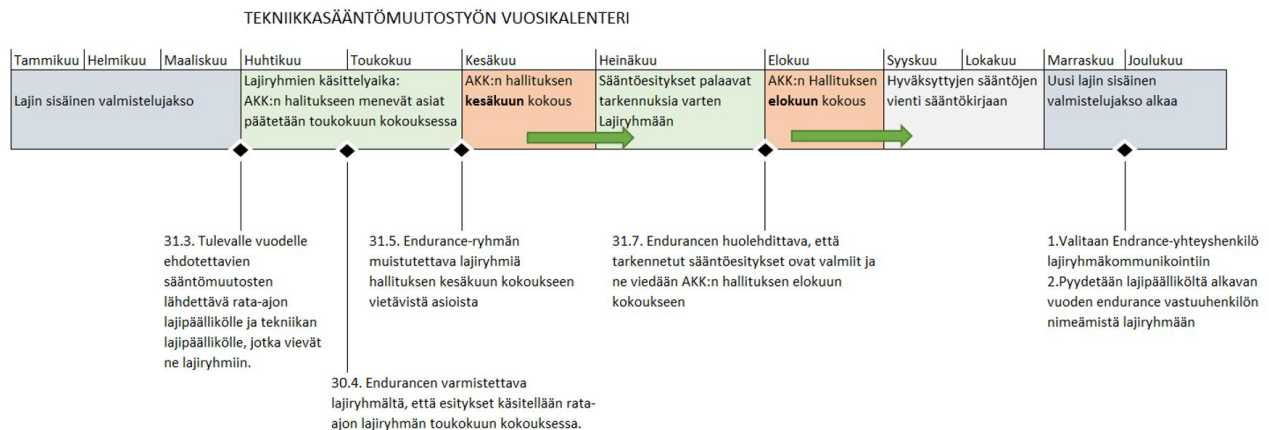 TEKNIIKKASÄÄNTÖMUUTOSTYÖN VUOSIKALENTERI
Tammikuu Helmikuu Maaliskuu Huhtikuu Toukokuu Kesäkuu Heinäkuu Elokuu Syyskuu Lokakuu Marraskuu Joulukuu
Lajin sisäinen valmistelujakso
Lajiryhmien käsittelyaika:
AKK:n halitukseen menevät asiat
päätetään toukokuun kokouksessa
AKK:n hallituksen
kesäkuun kokous
Sääntöesitykset palaavat
tarkennuksia varten
Lajiryhmään
AKK:n Hallituksen
elokuun kokous
Hyväksyttyjen sääntöjen
vienti sääntökirjaan
Uusi lajin sisäinen
valmistelujakso alkaa
31.3. Tulevalle vuodelle
ehdotettavien
sääntömuutosten
lähdettävä rata-ajon
lajipäällikölle ja tekniikan
lajipäällikölle, jotka vievät
ne lajiryhmiin.
30.4. Endurancen varmistettava
lajiryhmältä, että esitykset käsitellään rata-
ajon lajiryhmän toukokuun kokouksessa.
31.5. Endurance-ryhmän
muistutettava lajiryhmiä
hallituksen kesäkuun kokoukseen
vietävistä asioista
31.7. Endurancen huolehdittava, että
tarkennetut sääntöesitykset ovat valmiit ja
ne viedään AKK:n hallituksen elokuun
kokoukseen
1.Valitaan Endrance-yhteyshenkilö
lajiryhmäkommunikointiin
2.Pyydetään lajipäälliköltä alkavan
vuoden endurance vastuuhenkilön
nimeämistä lajiryhmään